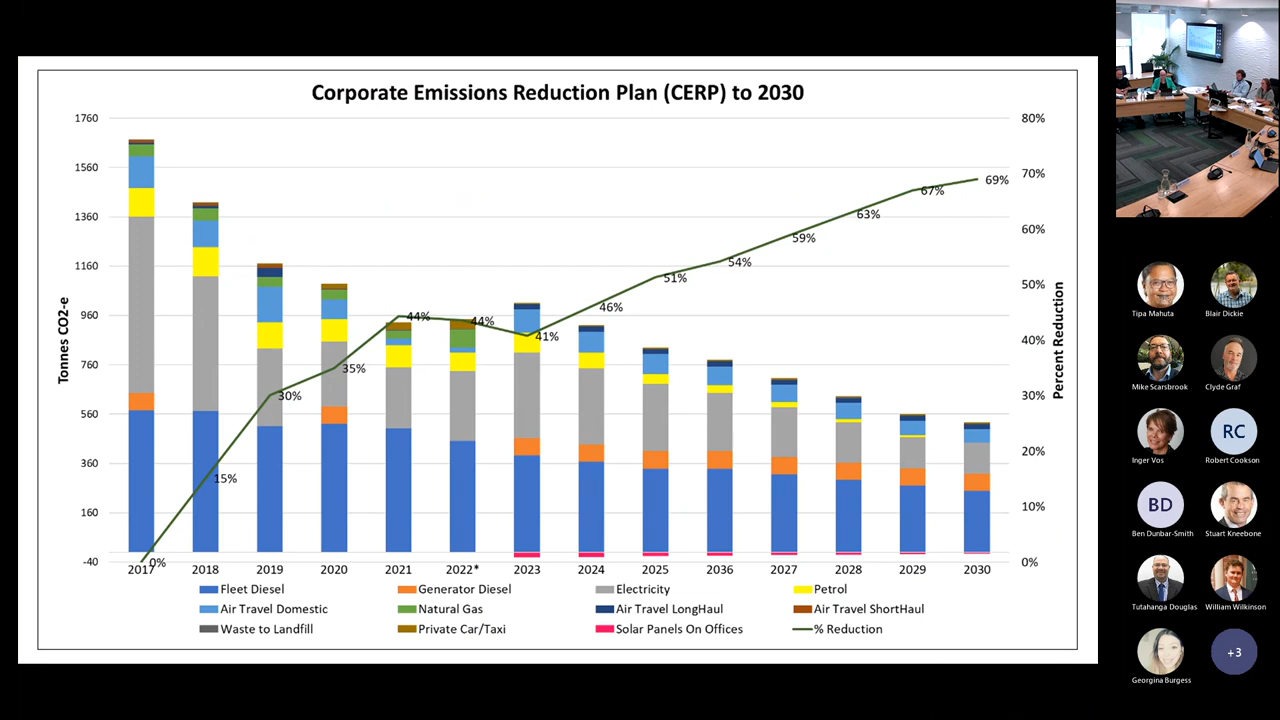 Corporate Emissions Reduction Plan (CERP) to 2030
1760
1560
1360
1160
960
760
560
360
160
-40
Tonnes CO2-e
80%
70%
60%
50%
40%
30%
20%
10%
0%
Percent Reduction
0%
15%
30%
35%
44%
44%
41%
46%
51%
54%
59%
63%
67%
69%
2017 2018 2019 2020 2021 2022* 2023 2024 2025 2036 2027 2028 2029 2030
Fleet Diesel Generator Diesel Electricity Petrol
Air Travel Domestic Natural Gas Air Travel LongHaul Air Travel ShortHaul
Waste to Landfill Private Car/Taxi Solar Panels On Offices % Reduction
Tipa Mahuta Blair Dickie
Mike Scarsbrook Clyde Graf
RC
Inger Vos Robert Cookson
BD
Ben Dunbar-Smith Stuart Kneebone
Tutahanga Douglas William Wilkinson
+3
Georgina Burgess